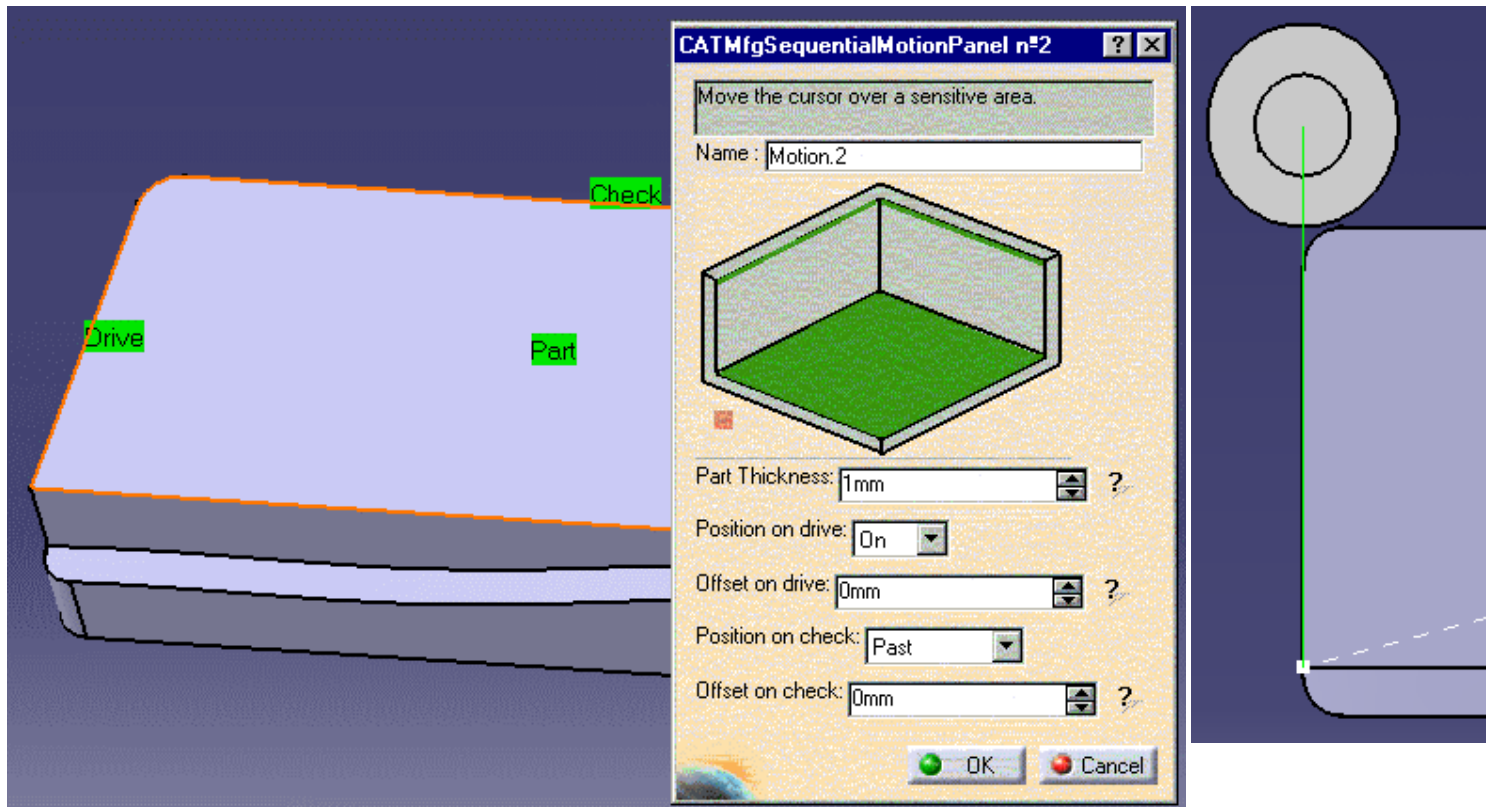 Check
Drive
Part
CATMfgSequentialMotionPanel nº2
Move the cursor over a sensitive area.
Name : Motion.2
Part Thickness: 1mm ?
Position on drive: On
Offset on drive: 0mm ?
Position on check: Past
Offset on check: 0mm ?
OK Cancel